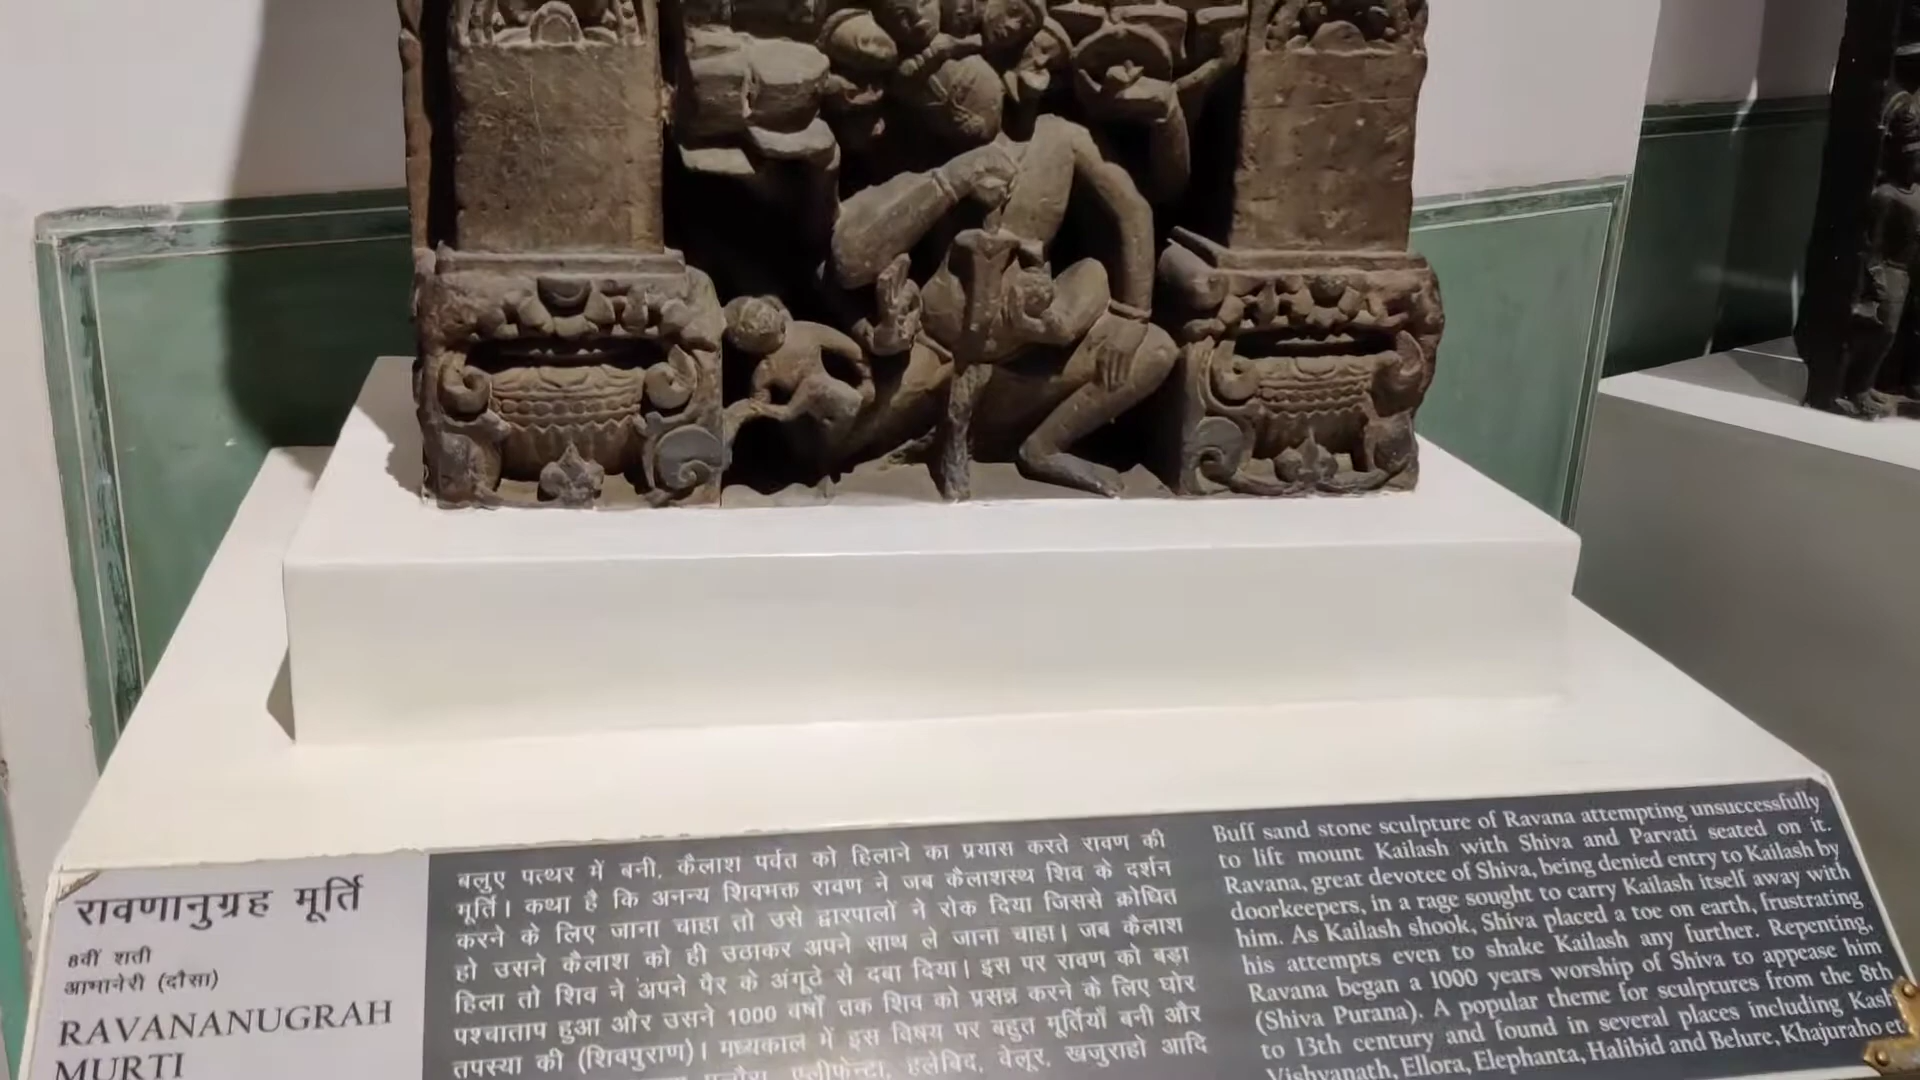 रावणानुग्रह मूर्ति
8वीं शती
आभानेरी (दौसा)
RAVANANUGRAH
MURTI
बलुए पत्थर में बनी, कैलाश पर्वत को हिलाने का प्रयास करते रावण की
मूर्ति। कथा है कि अनन्य शिवभक्त रावण ने जब कैलाशस्थ शिव के दर्शन
करने के लिए जाना चाहा तो उसे द्वारपालों ने रोक दिया जिससे क्रोधित
हो उसने कैलाश को ही उठाकर अपने साथ ले जाना चाहा। जब कैलाश
हिला तो शिव ने अपने पैर के अंगूठे से दबा दिया। इस पर रावण को बड़ा
पश्चाताप हुआ और उसने 1000 वर्षों तक शिव को प्रसन्न करने के लिए घोर
तपस्या की (शिवपुराण)। मध्यकाल में इस विषय पर बहुत मूर्तियाँ बनी और
एलीफेन्टा, हलेबिद, वेलूर, खजुराहो आदि
Buff sand stone sculpture of Ravana attempting unsuccessfully
to lift mount Kailash with Shiva and Parvati seated on it.
Ravana, great devotee of Shiva, being denied entry to Kailash by
doorkeepers, in a rage sought to carry Kailash itself away with
him. As Kailash shook, Shiva placed a toe on earth, frustrating
his attempts even to shake Kailash any further. Repenting,
Ravana began a 1000 years worship of Shiva to appease him
(Shiva Purana). A popular theme for sculptures from the 8th
to 13th century and found in several places including Kash
Vishvanath, Ellora, Elephanta, Halibid and Belure, Khajuraho et